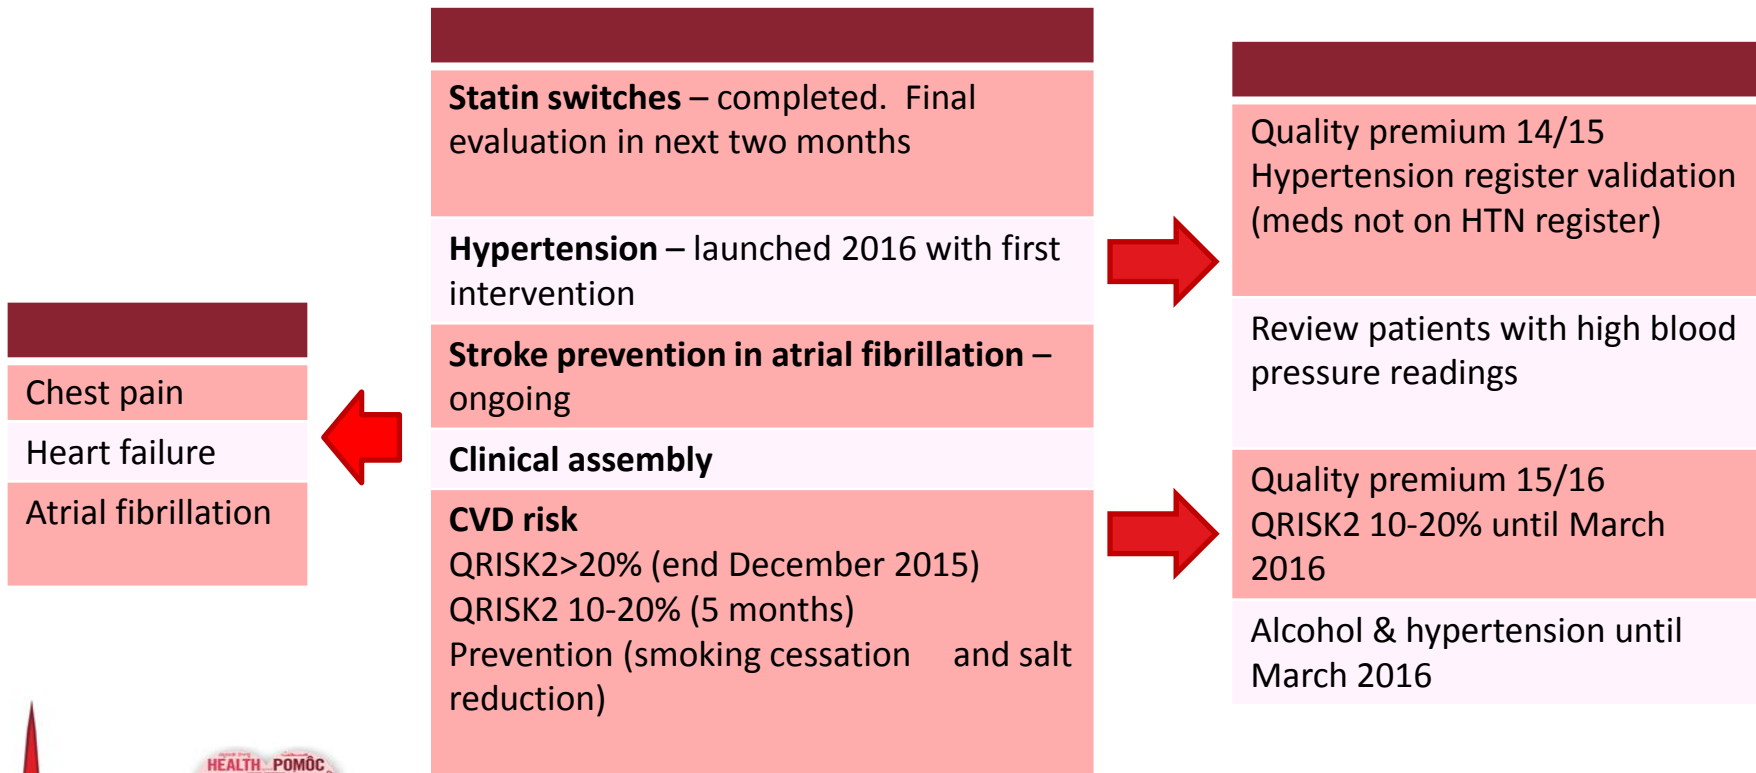 Chest pain
Heart failure
Atrial fibrillation
Statin switches – completed. Final
evaluation in next two months
Hypertension – launched 2016 with first
intervention
Stroke prevention in atrial fibrillation –
ongoing
Clinical assembly
CVD risk
QRISK2>20% (end December 2015)
QRISK2 10-20% (5 months)
Prevention (smoking cessation and salt
reduction)
Quality premium 14/15
Hypertension register validation
(meds not on HTN register)
Review patients with high blood
pressure readings
Quality premium 15/16
QRISK2 10-20% until March
2016
Alcohol & hypertension until
March 2016
HEALTH POMÔC